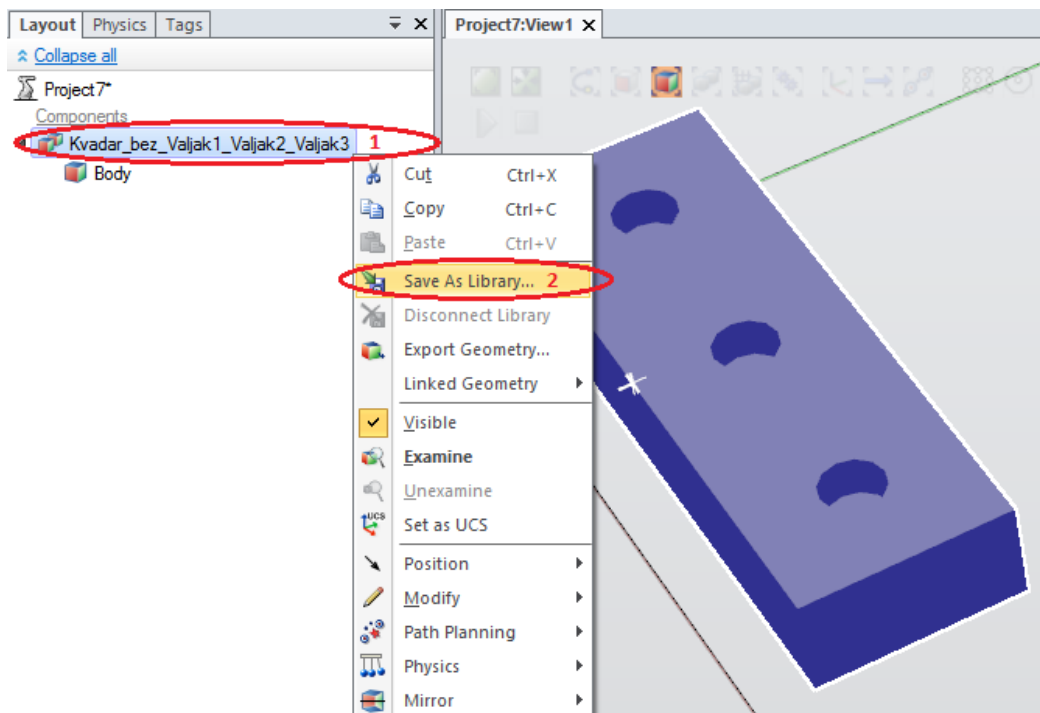 Layout Physics Tags
Project7:View1
Collapse all
Project7*
Components
Kvadar_bez_Valjak1_Valjak2_Valjak3 1
Body
Cut Ctrl+X
Copy Ctrl+C
Paste Ctrl+V
Save As Library... 2
Disconnect Library
Export Geometry...
Linked Geometry
Visible
Examine
Unexamine
UCS Set as UCS
Position
Modify
Path Planning
Physics
Mirror